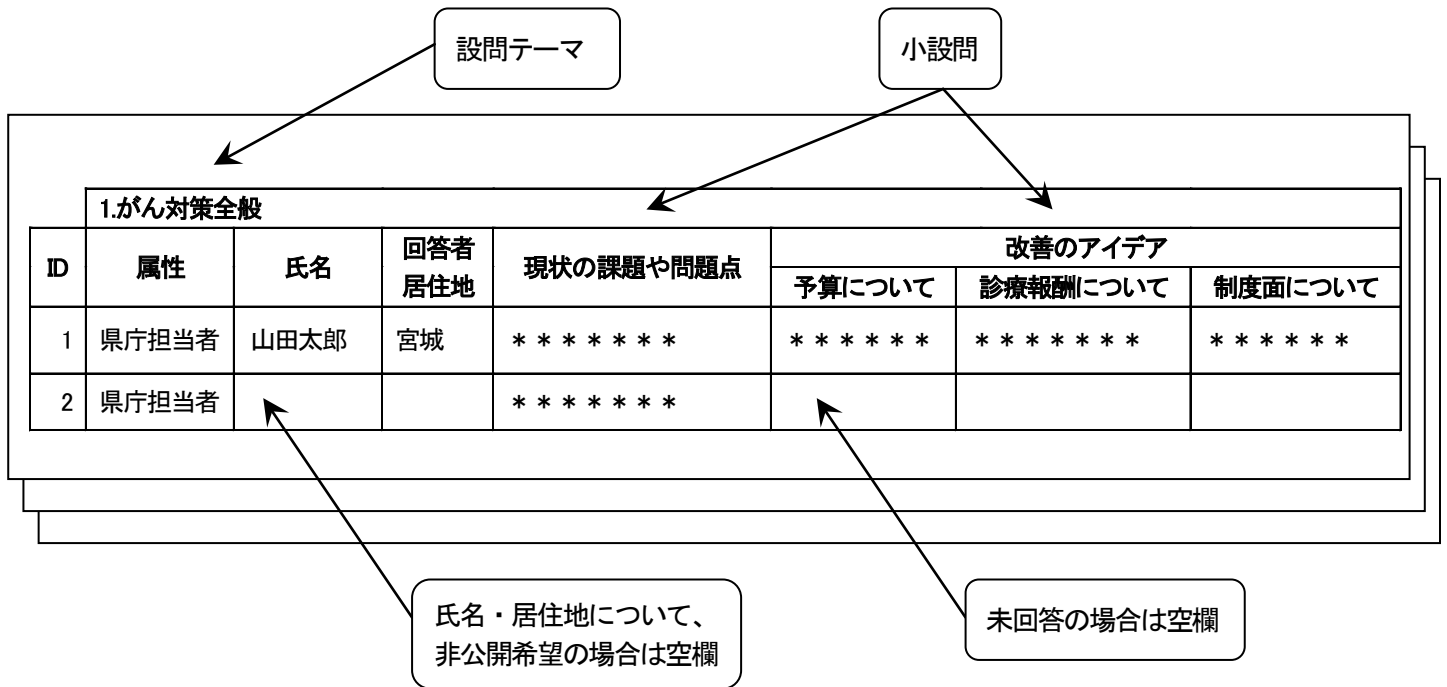 設問テーマ
小設問
1.がん対策全般
ID 属性 氏名 回答者居住地 現状の課題や問題点 改善のアイデア
予算について 診療報酬について 制度面について
1 県庁担当者 山田太郎 宮城 ******* ****** ******* ******
2 県庁担当者 *******
氏名・居住地について、
非公開希望の場合は空欄
未回答の場合は空欄